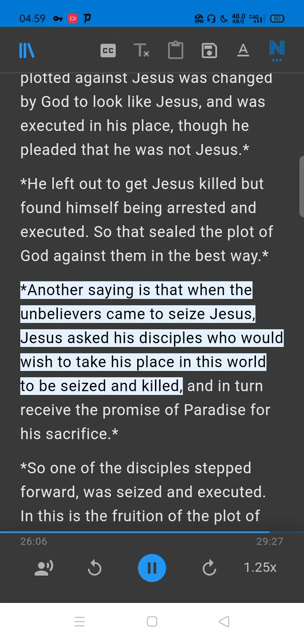 04.59
40.0
KB/S
CC
plotted against Jesus was changed
by God to look like Jesus, and was
executed in his place, though he
pleaded that he was not Jesus.*
*He left out to get Jesus killed but
found himself being arrested and
executed. So that sealed the plot of
God against them in the best way.*
*Another saying is that when the
unbelievers came to seize Jesus,
Jesus asked his disciples who would
wish to take his place in this world
to be seized and killed, and in turn
receive the promise of Paradise for
his sacrifice.*
*So one of the disciples stepped
forward, was seized and executed.
In this is the fruition of the plot of
26:06
29:27
1.25x